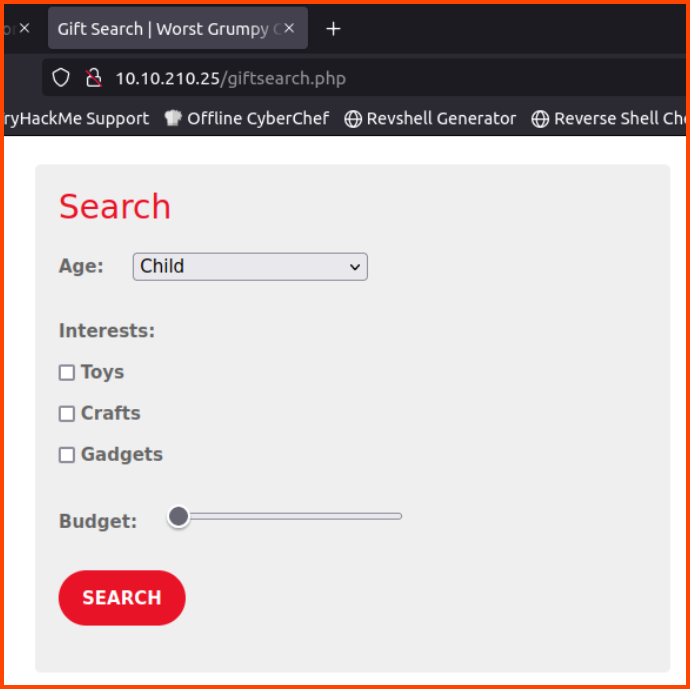 Gift Search | Worst Grumpy
10.10.210.25/giftsearch.php
ryHackMe Support Offline CyberChef Revshell Generator Reverse Shell Che
Search
Age: Child
Interests:
Toys
Crafts
Gadgets
Budget:
SEARCH